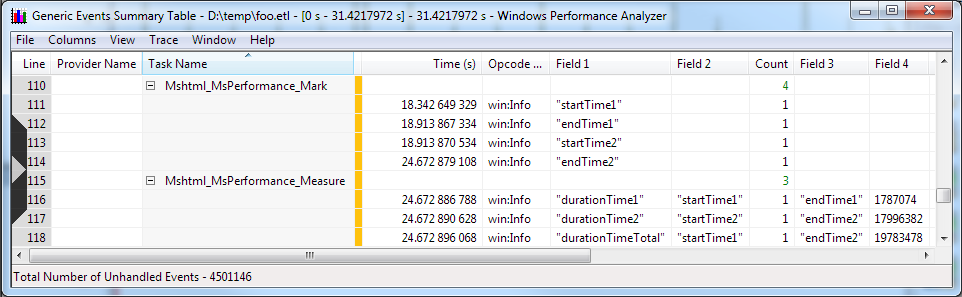 Generic Events Summary Table - D:\temp\foo.etl - [0 s - 31.4217972 s] - 31.4217972 s - Windows Performance Analyzer
File Columns View Trace Window Help
Line Provider Name Task Name Time (s) Opcode ... Field 1 Field 2 Count Field 3 Field 4
110 Mshtml_MsPerformance_Mark 4
111 18.342 649 329 win:Info "startTime1" 1
112 18.913 867 334 win:Info "endTime1" 1
113 18.913 870 534 win:Info "startTime2" 1
114 24.672 879 108 win:Info "endTime2" 1
115 Mshtml_MsPerformance_Measure 3
116 24.672 886 788 win:Info "durationTime1" "startTime1" 1 "endTime1" 1787074
117 24.672 890 628 win:Info "durationTime2" "startTime2" 1 "endTime2" 17996382
118 24.672 896 068 win:Info "durationTimeTotal" "startTime1" 1 "endTime2" 19783478
Total Number of Unhandled Events - 4501146